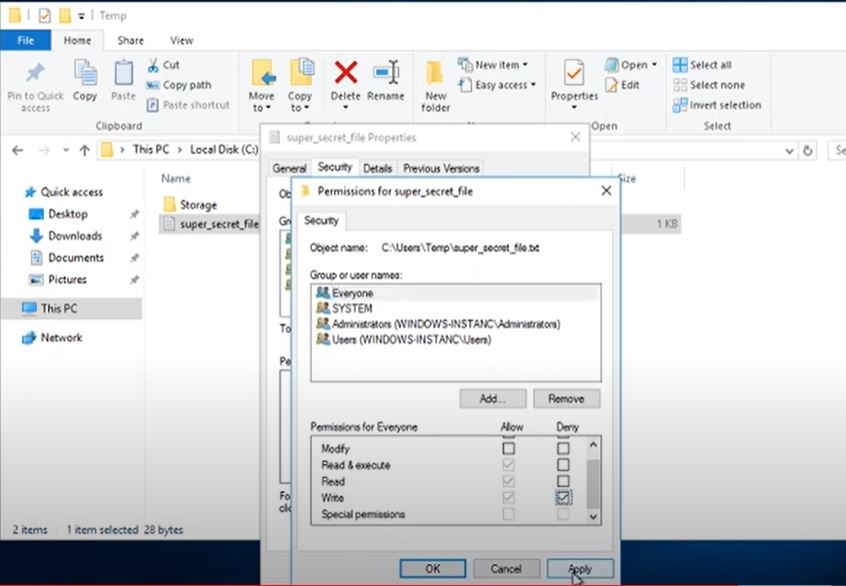 Temp
File Home Share View
Pin to Quick access
Copy
Paste
Cut
Copy path
Paste shortcut
Clipboard
Move to
Copy to
Delete
Rename
New folder
New item
Easy access
Properties
Open
Edit
Open
Select all
Select none
Invert selection
Select
This PC Local Disk (C:)
Quick access
Desktop
Downloads
Documents
Pictures
This PC
Network
Name
Size
Storage
super_secret_file
1 KB
2 items 1 item selected 28 bytes
super_secret_file Properties
General Security Details Previous Versions
Permissions for super_secret_file
Security
Object name: C:\Users\Temp\super_secret_file.txt
Group or user names:
Everyone
SYSTEM
Administrators (WINDOWS-INSTANC\Administrators)
Users (WINDOWS-INSTANC\Users)
Add... Remove
Permissions for Everyone Allow Deny
Modify
Read & execute
Read
Write
Special permissions
OK Cancel Apply